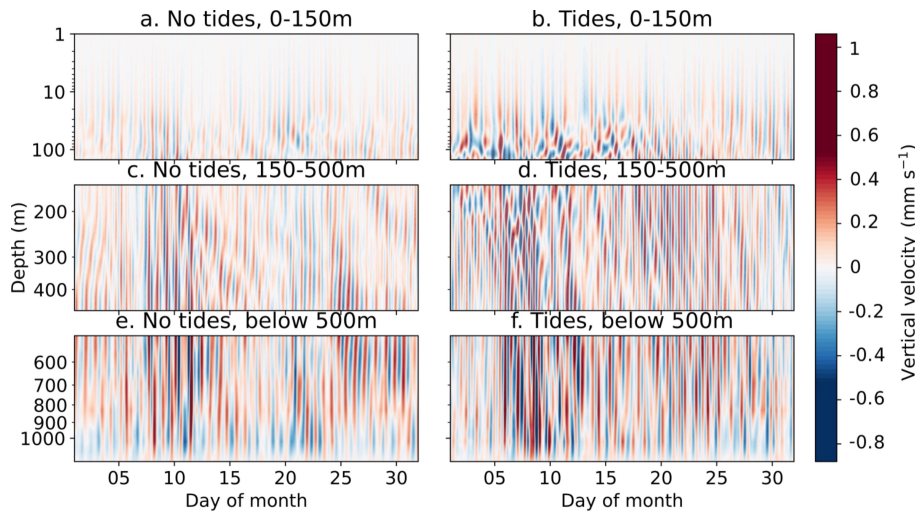 a. No tides, 0-150m
b. Tides, 0-150m
1
10
100
c. No tides, 150-500m
d. Tides, 150-500m
200
300
400
Depth (m)
e. No tides, below 500m
f. Tides, below 500m
600
700
800
900
1000
05 10 15 20 25 30
05 10 15 20 25 30
Day of month
Day of month
1
0.8
0.6
0.4
0.2
0
-0.2
-0.4
-0.6
-0.8
Vertical velocity (mm s⁻¹)